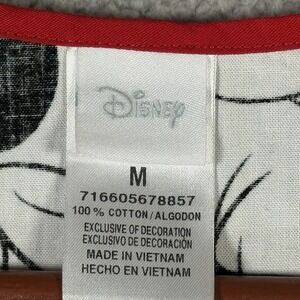 Disney
M
716605678857
100 % COTTON / ALGODON
EXCLUSIVE OF DECORATION
EXCLUSIVO DE DECORACIÓN
MADE IN VIETNAM
HECHO EN VIETNAM